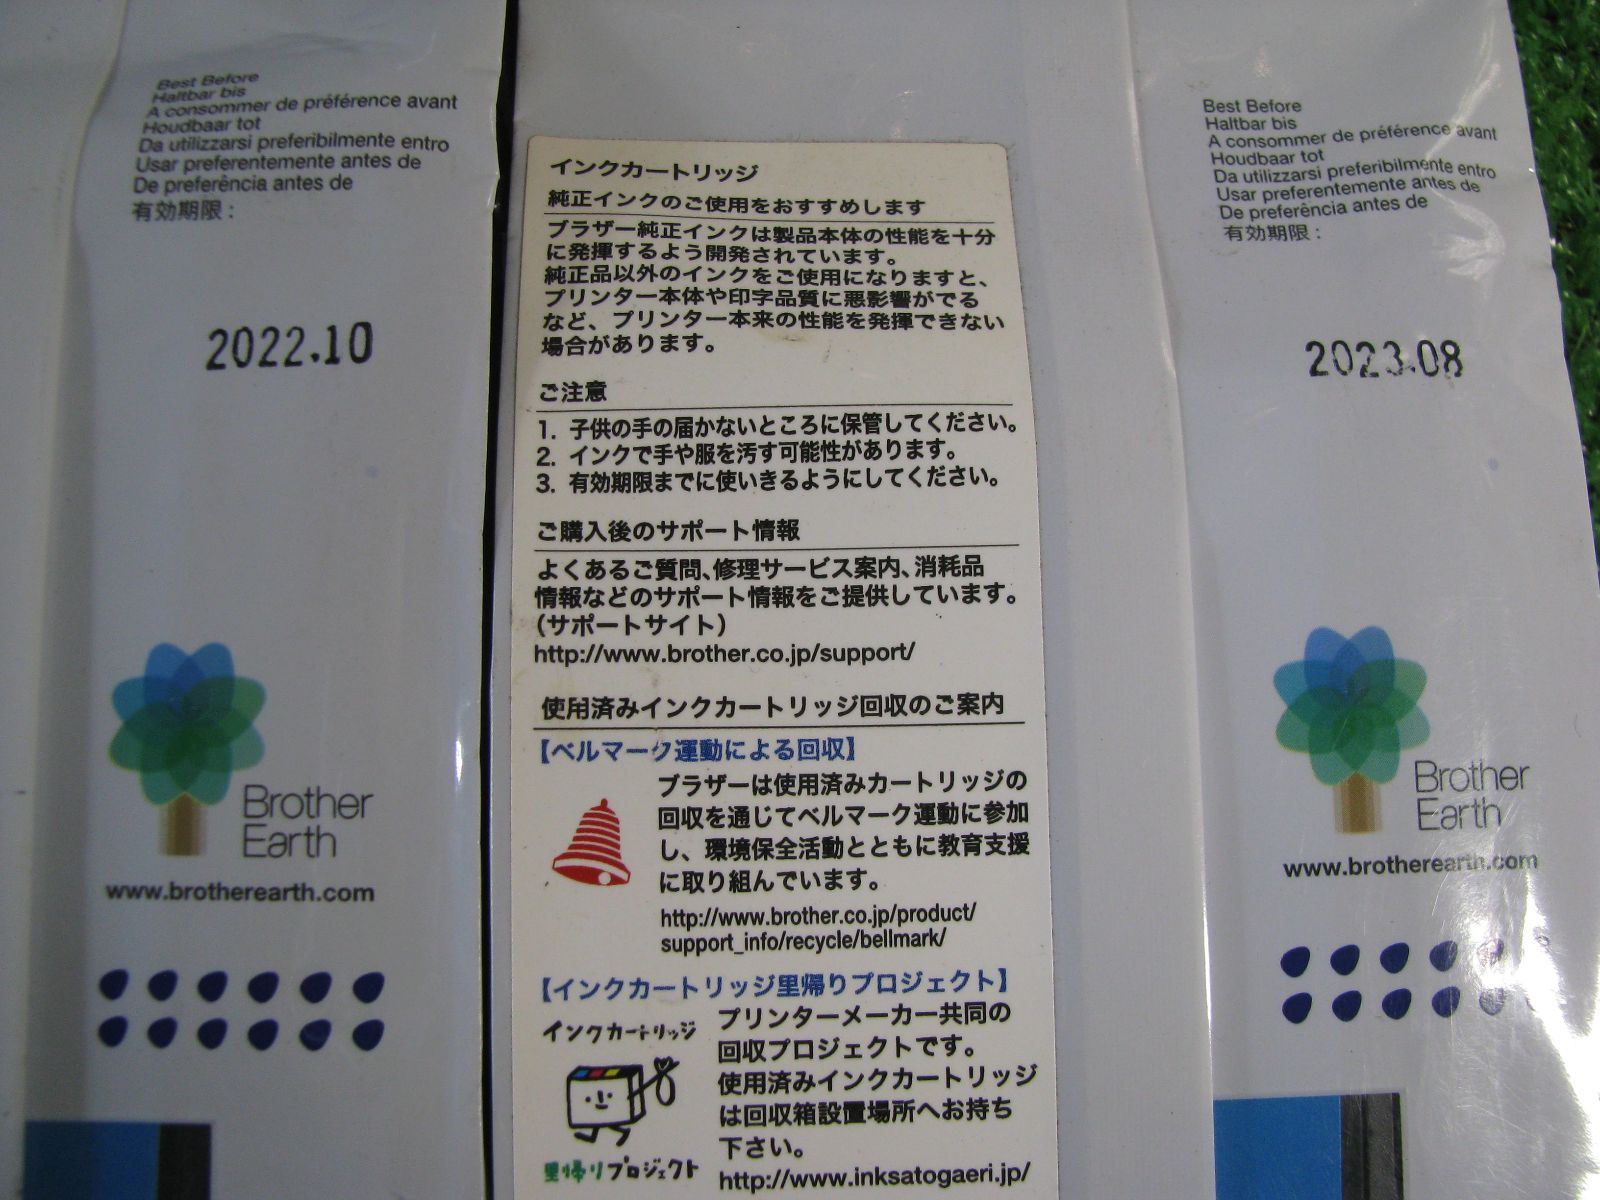 Best Before
Haltbar bis
A consommer de préférence avant
Houdbaar tot
Da utilizzarsi preferibilmente entro
Usar preferentemente antes de
De preferência antes de
有効期限:
2022.10
Brother
Earth
www.brotherearth.com
インクカートリッジ
純正インクのご使用をおすすめします
ブラザー純正インクは製品本体の性能を十分
に発揮するよう開発されています。
純正品以外のインクをご使用になりますと、
プリンター本体や印字品質に悪影響がでる
など、プリンター本来の性能を発揮できない
場合があります。
ご注意
1. 子供の手の届かないところに保管してください。
2. インクで手や服を汚す可能性があります。
3. 有効期限までに使いきるようにしてください。
ご購入後のサポート情報
よくあるご質問、修理サービス案内、消耗品
情報などのサポート情報をご提供しています。
(サポートサイト)
http://www.brother.co.jp/support/
使用済みインクカートリッジ回収のご案内
【ベルマーク運動による回収】
ブラザーは使用済みカートリッジの
回収を通じてベルマーク運動に参加
し、環境保全活動とともに教育支援
に取り組んでいます。
http://www.brother.co.jp/product/
support_info/recycle/bellmark/
【インクカートリッジ里帰りプロジェクト】
インクカートリッジ
里帰りプロジェクト
プリンターメーカー共同の
回収プロジェクトです。
使用済みインクカートリッジ
は回収箱設置場所へお持ち
下さい。
http://www.inksatogaeri.jp/
Best Before
Haltbar bis
A consommer de préférence avant
Houdbaar tot
Da utilizzarsi preferibilmente entro
Usar preferentemente antes de
De preferência antes de
有効期限:
2023.08
Brother
Earth
www.brotherearth.com